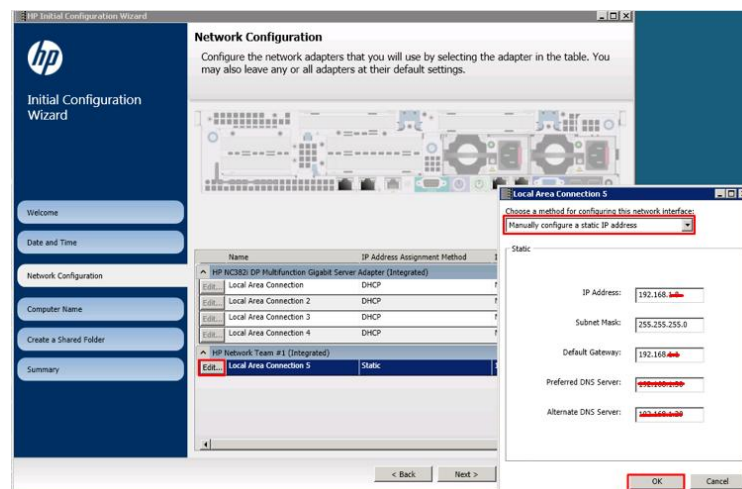 HP Initial Configuration Wizard
hp
Initial Configuration
Wizard
Welcome
Date and Time
Network Configuration
Computer Name
Create a Shared Folder
Summary
Network Configuration
Configure the network adapters that you will use by selecting the adapter in the table. You
may also leave any or all adapters at their default settings.
Name IP Address Assignment Method
HP NC382i DP Multifunction Gigabit Server Adapter (Integrated)
Edit... Local Area Connection DHCP
Edit... Local Area Connection 2 DHCP
Edit... Local Area Connection 3 DHCP
Edit... Local Area Connection 4 DHCP
HP Network Team #1 (Integrated)
Edit... Local Area Connection 5 Static
< Back Next >
Local Area Connection 5
Choose a method for configuring this network interface:
Manually configure a static IP address
Static
IP Address: 192.168.
Subnet Mask: 255.255.255.0
Default Gateway: 192.168.
Preferred DNS Server:
Alternate DNS Server:
OK Cancel